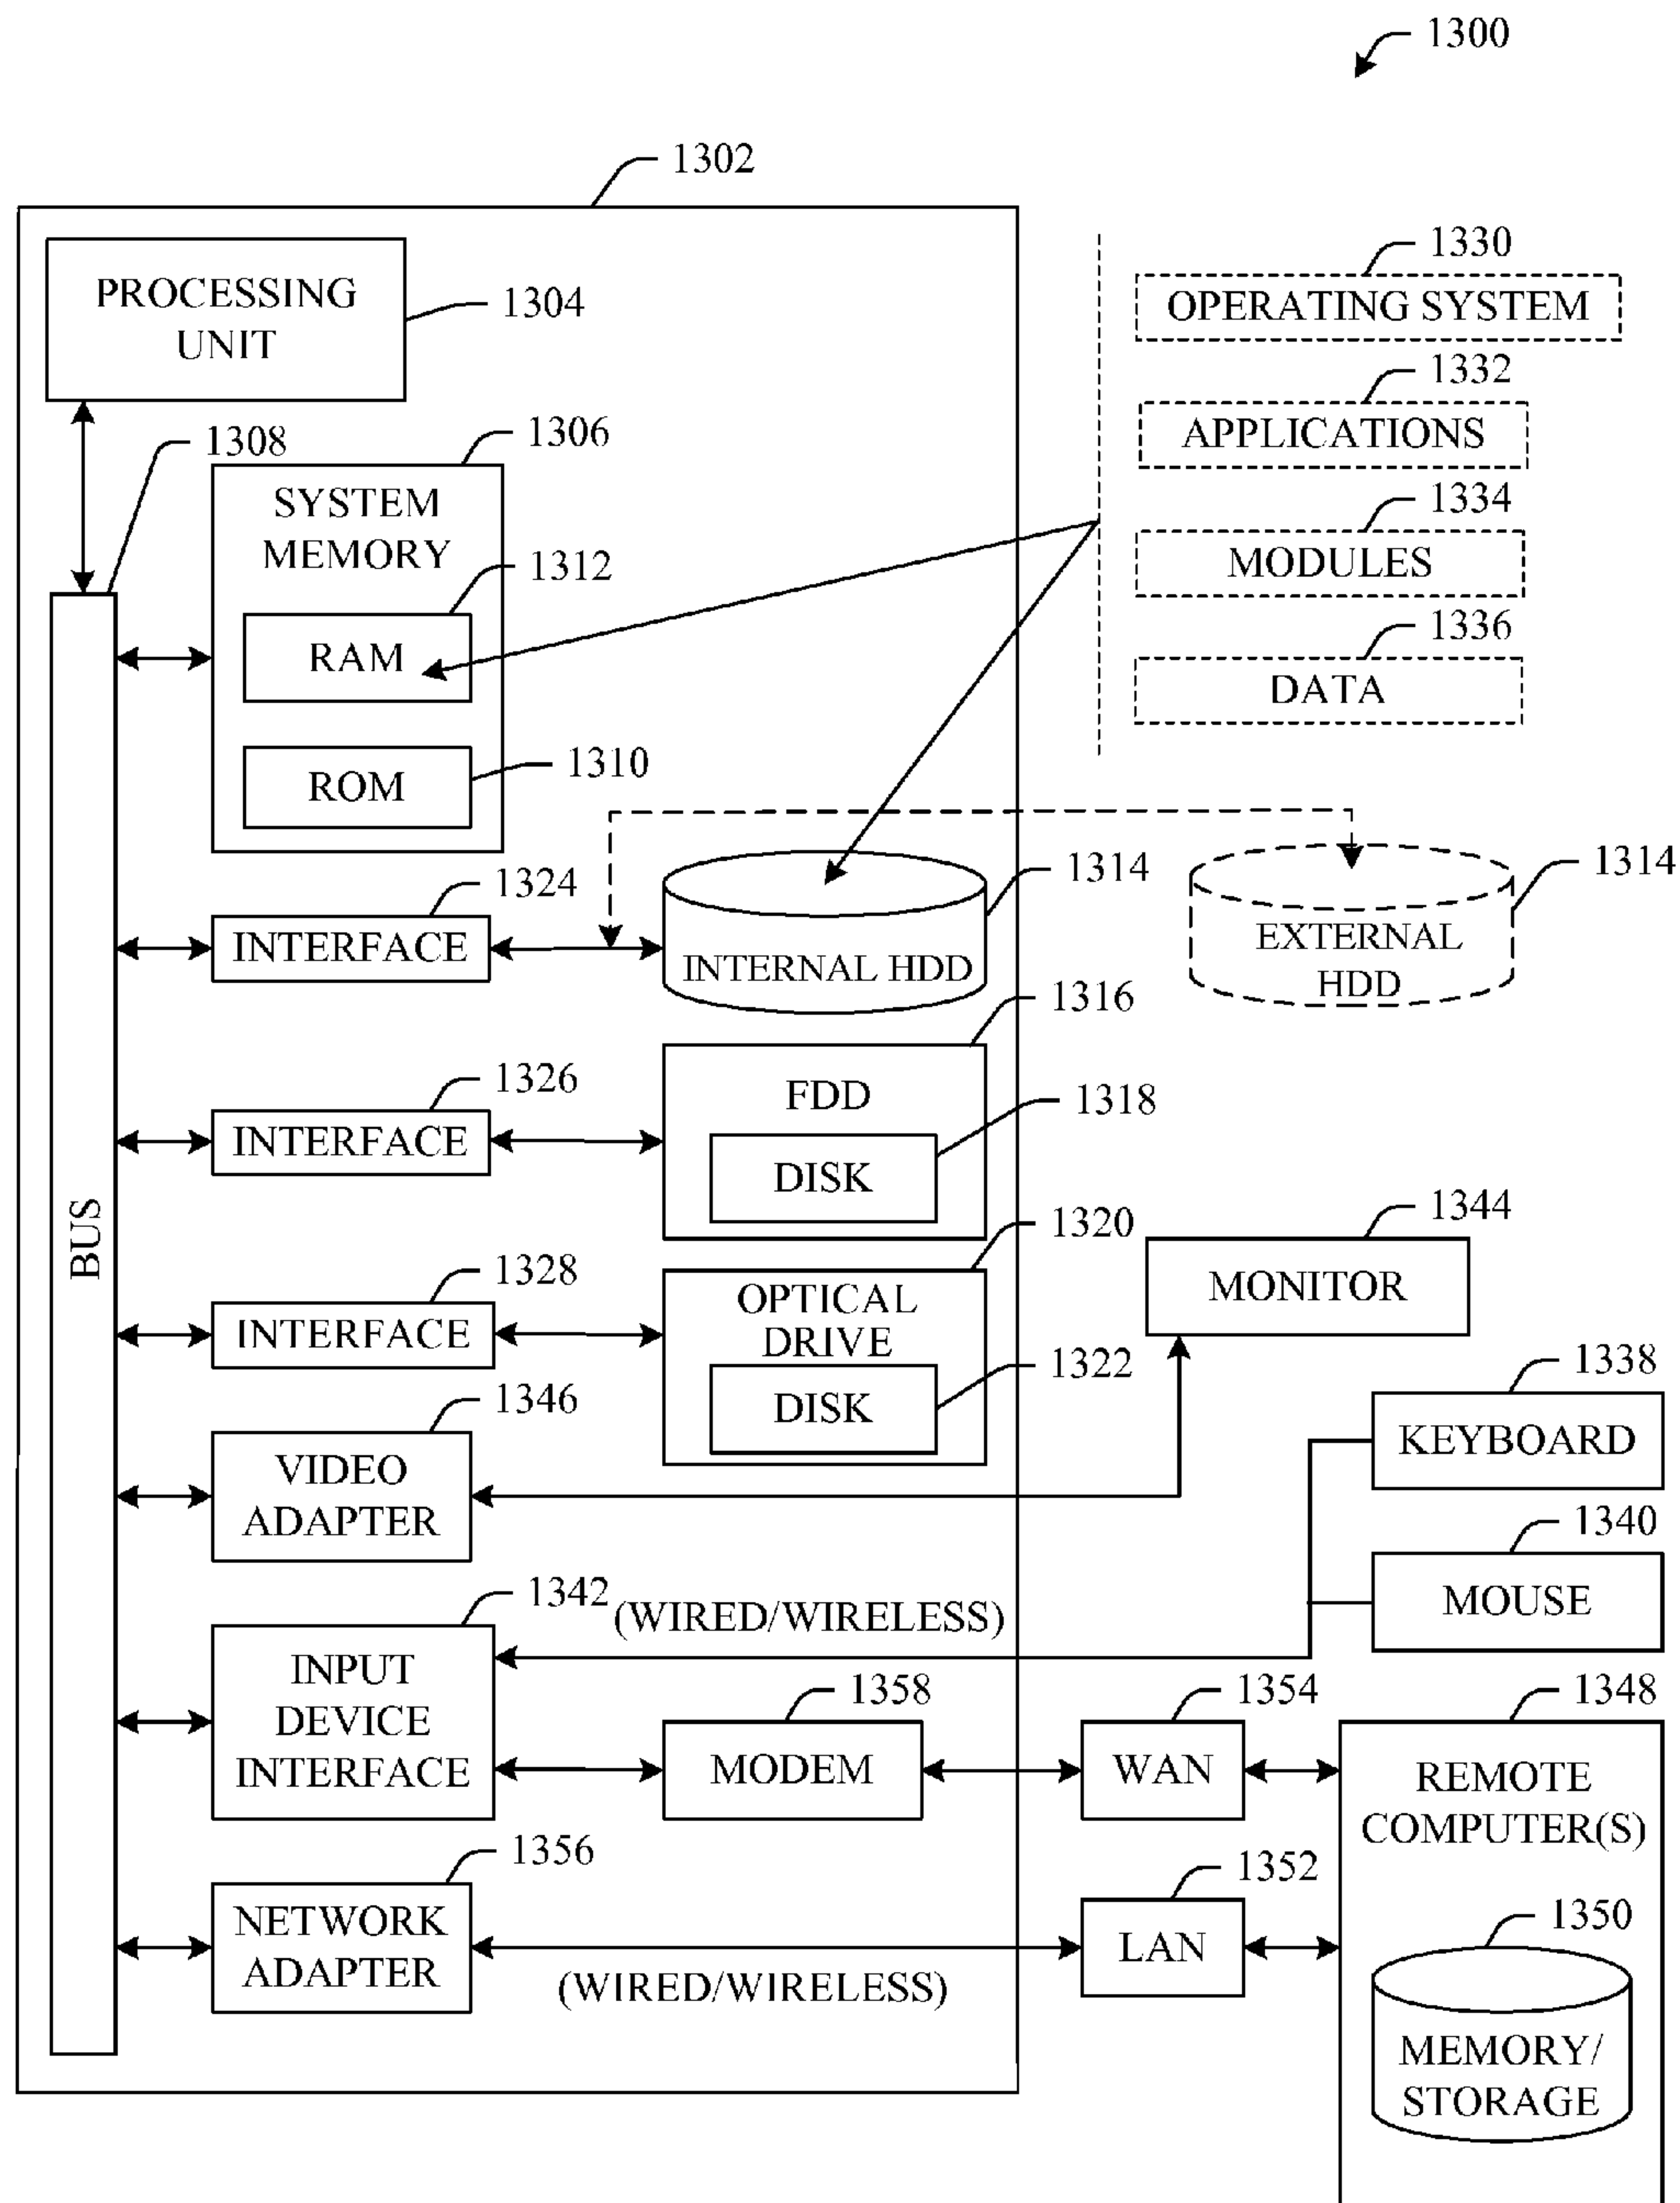 1300
1302
PROCESSING
UNIT
1304
1330
OPERATING SYSTEM
1332
APPLICATIONS
1334
MODULES
1336
DATA
1308
1306
SYSTEM
MEMORY
1312
RAM
1310
ROM
1324
INTERFACE
1314
INTERNAL HDD
1314
EXTERNAL
HDD
1316
FDD
1326
INTERFACE
1318
DISK
BUS
1320
OPTICAL
DRIVE
1328
INTERFACE
1322
DISK
1344
MONITOR
1346
VIDEO
ADAPTER
1338
KEYBOARD
1340
MOUSE
1342
(WIRED/WIRELESS)
INPUT
DEVICE
INTERFACE
1358
MODEM
1354
WAN
1348
REMOTE
COMPUTER(S)
1356
NETWORK
ADAPTER
(WIRED/WIRELESS)
1352
LAN
1350
MEMORY/
STORAGE